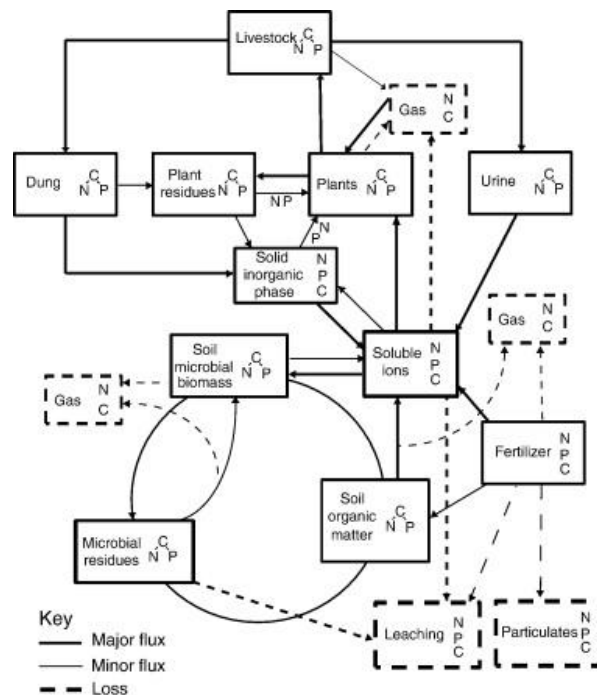 Livestock N C P
Gas N C
Dung N C P
Plant residues N C P
Plants N C P
Urine N C P
N P
P N
Solid inorganic phase N P C
Soil microbial biomass N C P
Soluble ions N P C
Gas N C
Gas N C
Fertilizer N P C
Soil organic matter N C P
Microbial residues N C P
Leaching N P C
Particulates N P C
Key
Major flux
Minor flux
Loss